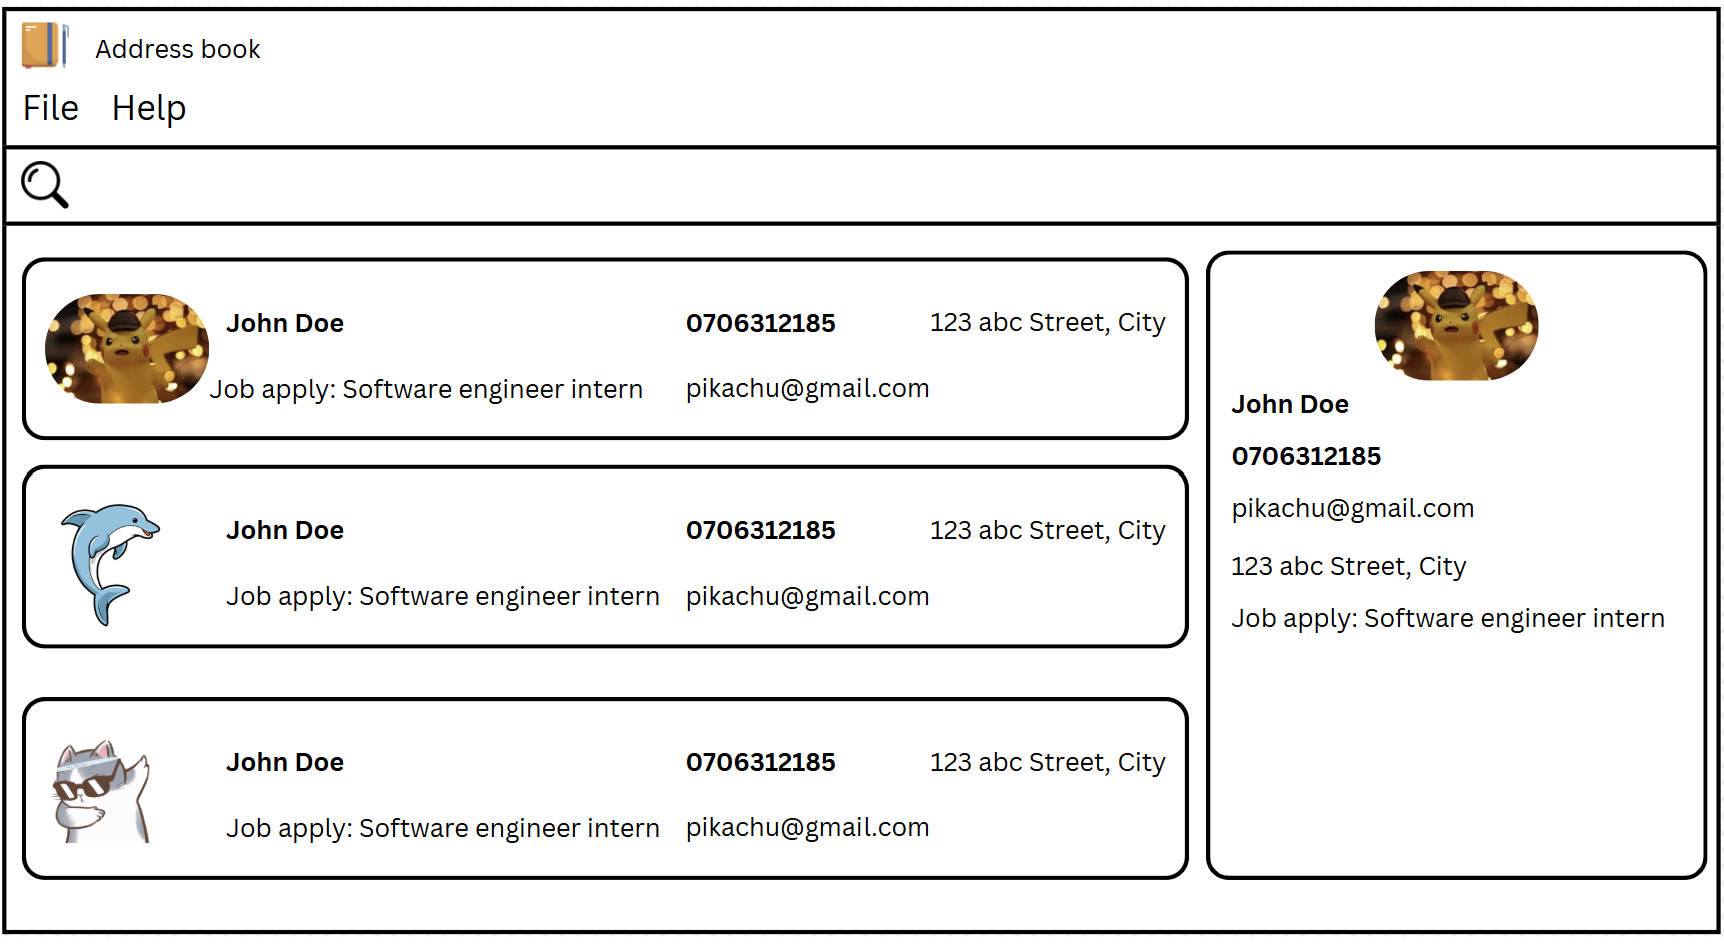 Address book
File Help
John Doe 0706312185 123 abc Street, City
Job apply: Software engineer intern pikachu@gmail.com
John Doe 0706312185 123 abc Street, City
Job apply: Software engineer intern pikachu@gmail.com
John Doe 0706312185 123 abc Street, City
Job apply: Software engineer intern pikachu@gmail.com
John Doe
0706312185
pikachu@gmail.com
123 abc Street, City
Job apply: Software engineer intern